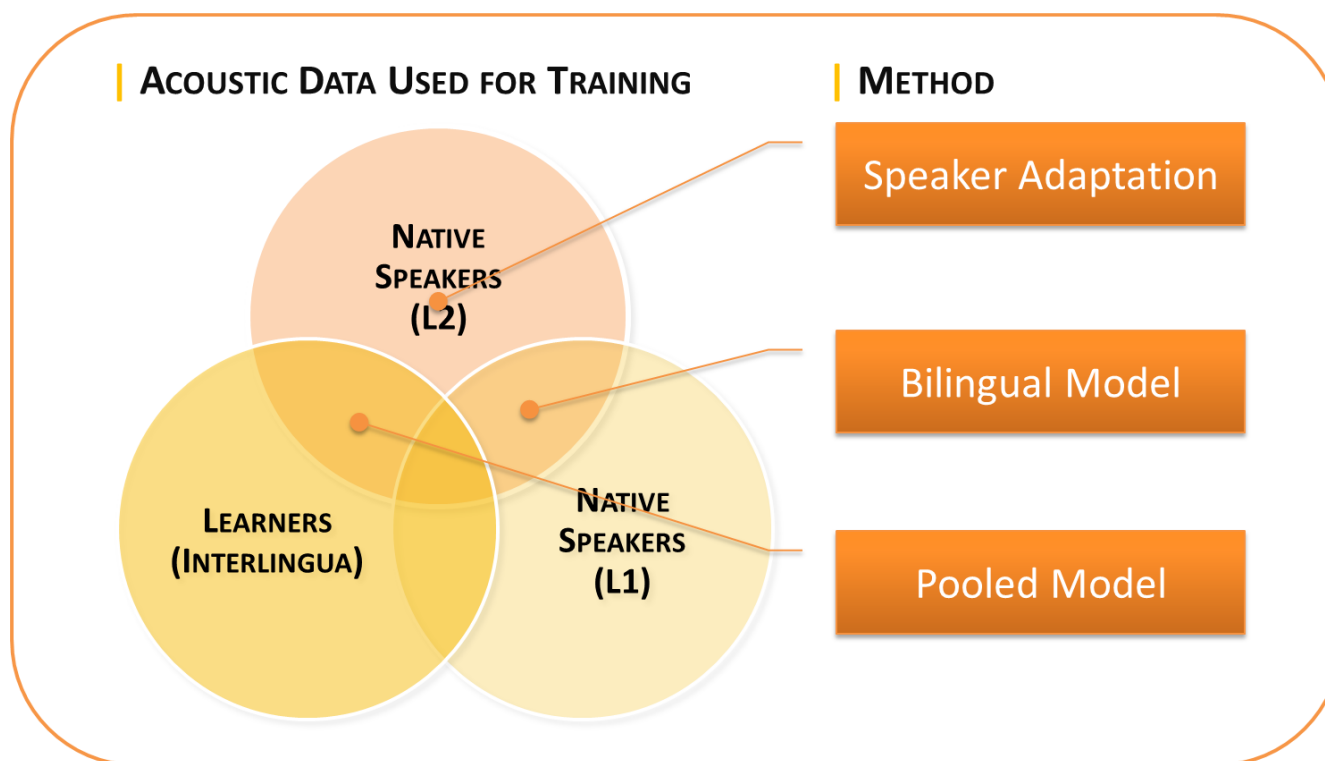 Acoustic Data Used for Training
Method
Native
Speakers
(L2)
Learners
(Interlingua)
Native
Speakers
(L1)
Speaker Adaptation
Bilingual Model
Pooled Model